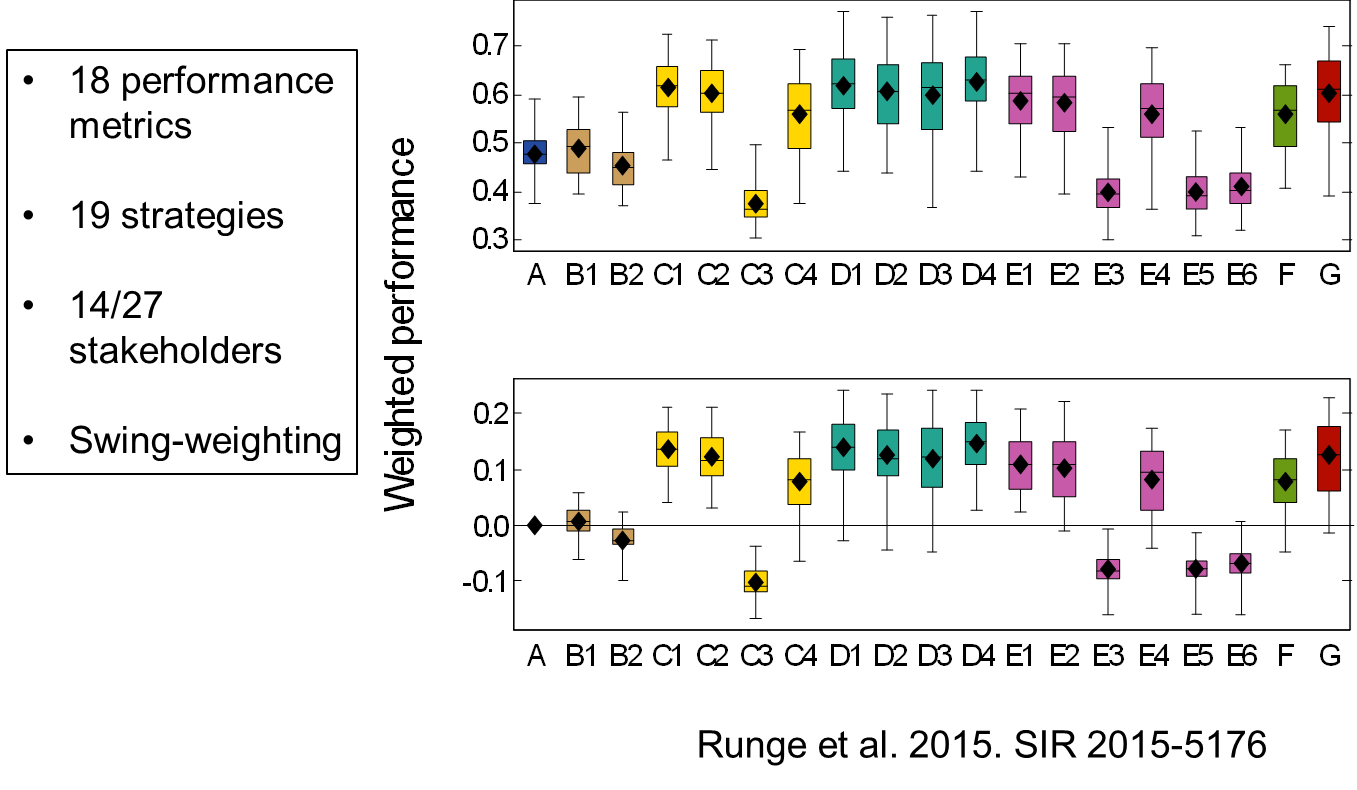 • 18 performance
metrics
• 19 strategies
• 14/27
stakeholders
• Swing-weighting
Weighted performance
0.7
0.6
0.5
0.4
0.3
A B1 B2 C1 C2 C3 C4 D1 D2 D3 D4 E1 E2 E3 E4 E5 E6 F G
0.2
0.1
0.0
-0.1
A B1 B2 C1 C2 C3 C4 D1 D2 D3 D4 E1 E2 E3 E4 E5 E6 F G
Runge et al. 2015. SIR 2015-5176